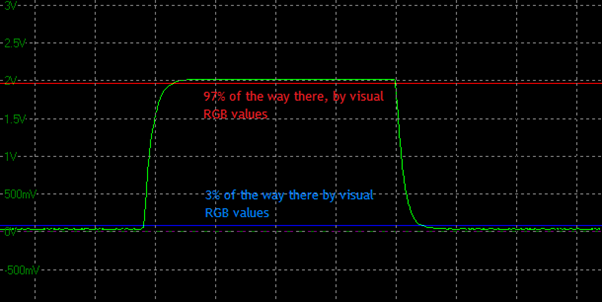 3V
2.5V
2V
97% of the way there, by visual
RGB values
1.5V
1V
500mV
3% of the way there by visual
RGB values
0V
-500mV